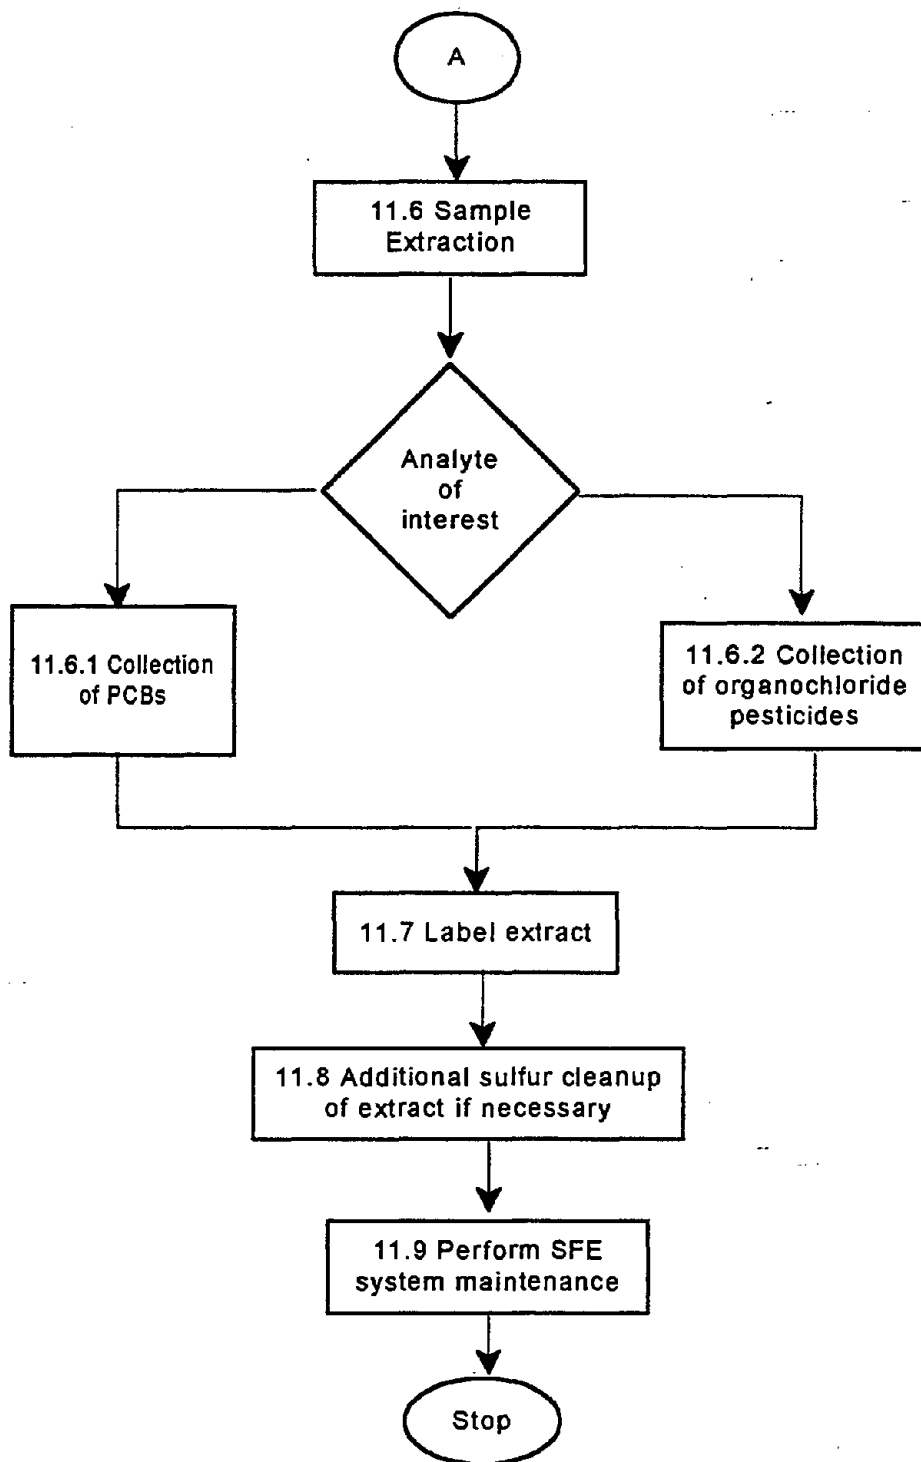 A
11.6 Sample
Extraction
Analyte
of
interest
11.6.1 Collection
of PCBs
11.6.2 Collection
of organochloride
pesticides
11.7 Label extract
11.8 Additional sulfur cleanup
of extract if necessary
11.9 Perform SFE
system maintenance
Stop